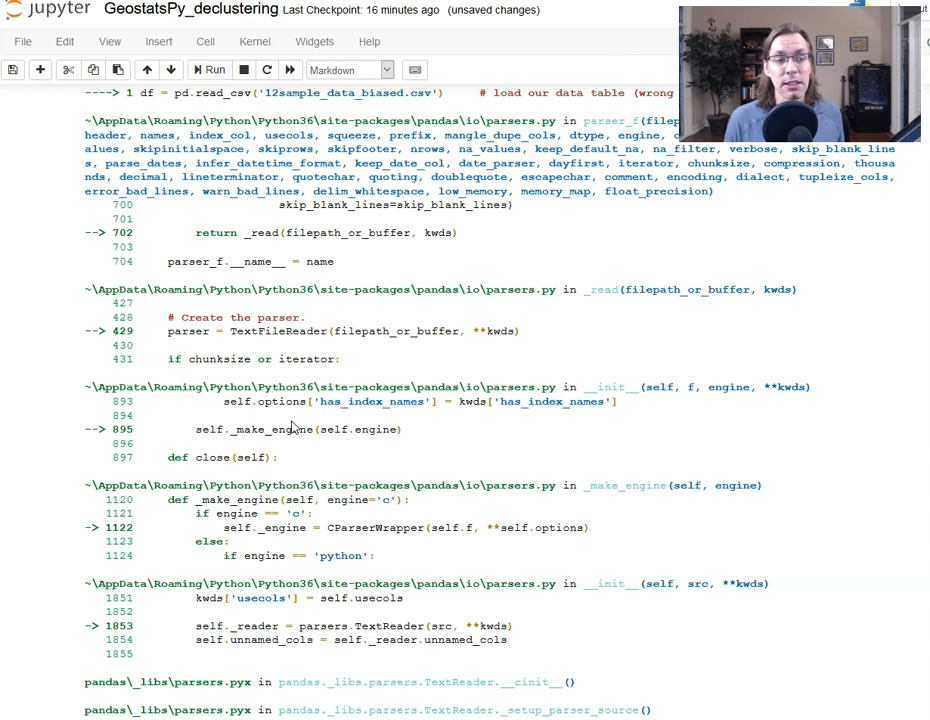 jupyter GeostatsPy_declustering Last Checkpoint: 16 minutes ago (unsaved changes)
File Edit View Insert Cell Kernel Widgets Help
Run Markdown
----> 1 df = pd.read_csv('12sample_data_biased.csv') # load our data table (wrong
~\AppData\Roaming\Python\Python36\site-packages\pandas\io\parsers.py in parser_f(filep
header, names, index_col, usecols, squeeze, prefix, mangle_dupe_cols, dtype, engine, c
alues, skipinitialspace, skiprows, skipfooter, nrows, na_values, keep_default_na, na_filter, verbose, skip_blank_line
s, parse_dates, infer_datetime_format, keep_date_col, date_parser, dayfirst, iterator, chunksize, compression, thousa
nds, decimal, lineterminator, quotechar, quoting, doublequote, escapechar, comment, encoding, dialect, tupleize_cols,
error_bad_lines, warn_bad_lines, delim_whitespace, low_memory, memory_map, float_precision)
700 skip_blank_lines=skip_blank_lines)
701
--> 702 return _read(filepath_or_buffer, kwds)
703
704 parser_f.__name__ = name
~\AppData\Roaming\Python\Python36\site-packages\pandas\io\parsers.py in _read(filepath_or_buffer, kwds)
427
428 # Create the parser.
--> 429 parser = TextFileReader(filepath_or_buffer, **kwds)
430
431 if chunksize or iterator:
~\AppData\Roaming\Python\Python36\site-packages\pandas\io\parsers.py in __init__(self, f, engine, **kwds)
893 self.options['has_index_names'] = kwds['has_index_names']
894
--> 895 self._make_engine(self.engine)
896
897 def close(self):
~\AppData\Roaming\Python\Python36\site-packages\pandas\io\parsers.py in _make_engine(self, engine)
1120 def _make_engine(self, engine='c'):
1121 if engine == 'c':
-> 1122 self._engine = CParserWrapper(self.f, **self.options)
1123 else:
1124 if engine == 'python':
~\AppData\Roaming\Python\Python36\site-packages\pandas\io\parsers.py in __init__(self, src, **kwds)
1851 kwds['usecols'] = self.usecols
1852
-> 1853 self._reader = parsers.TextReader(src, **kwds)
1854 self.unnamed_cols = self._reader.unnamed_cols
1855
pandas\_libs\parsers.pyx in pandas._libs.parsers.TextReader.__cinit__()
pandas\_libs\parsers.pyx in pandas._libs.parsers.TextReader._setup_parser_source()